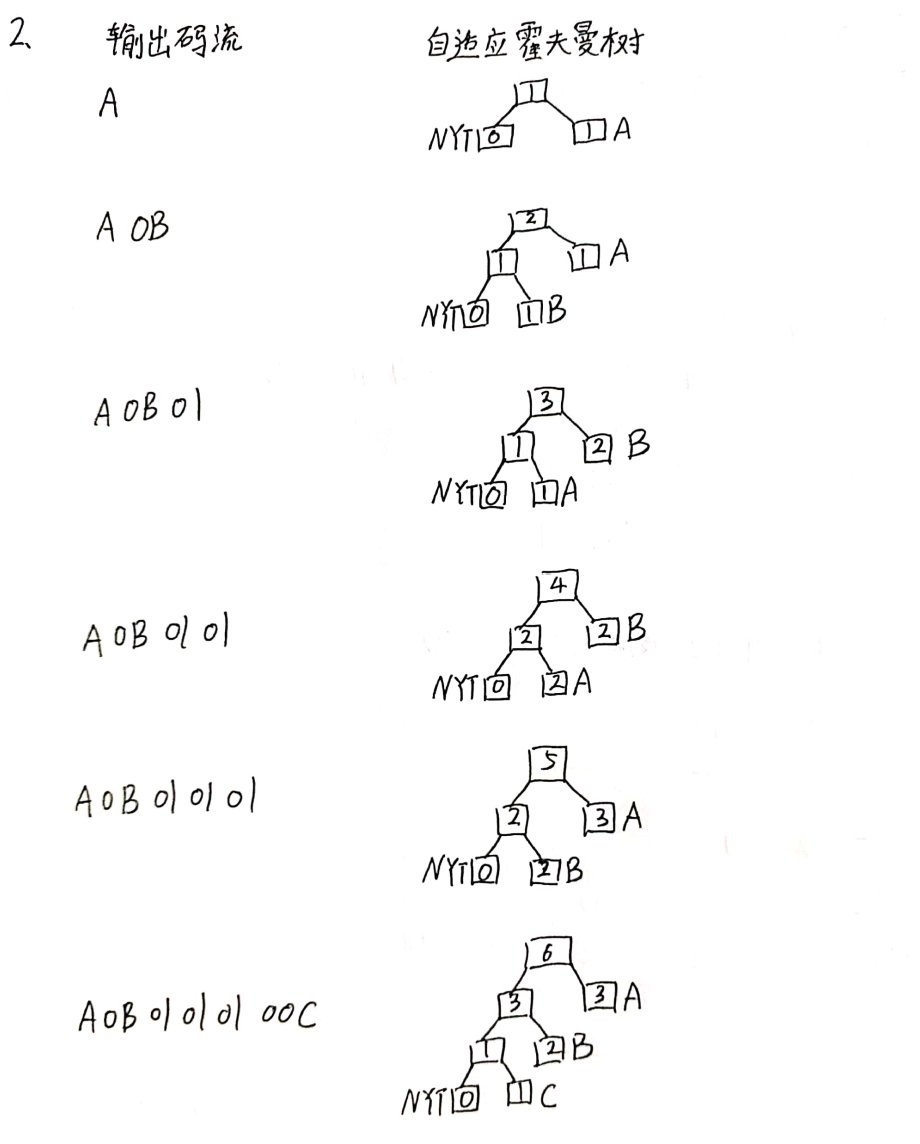 2、 输出码流 自适应霍夫曼树
A
1
NYT 0 1 A
A 0B
2
1 1 A
NYT 0 1 B
A 0B 01
3
1 2 B
NYT 0 1 A
A 0B 01 01
4
2 2 B
NYT 0 2 A
A 0B 01 01 01
5
2 3 A
NYT 0 2 B
A 0B 01 01 01 00C
6
3 3 A
1 2 B
NYT 0 1 C